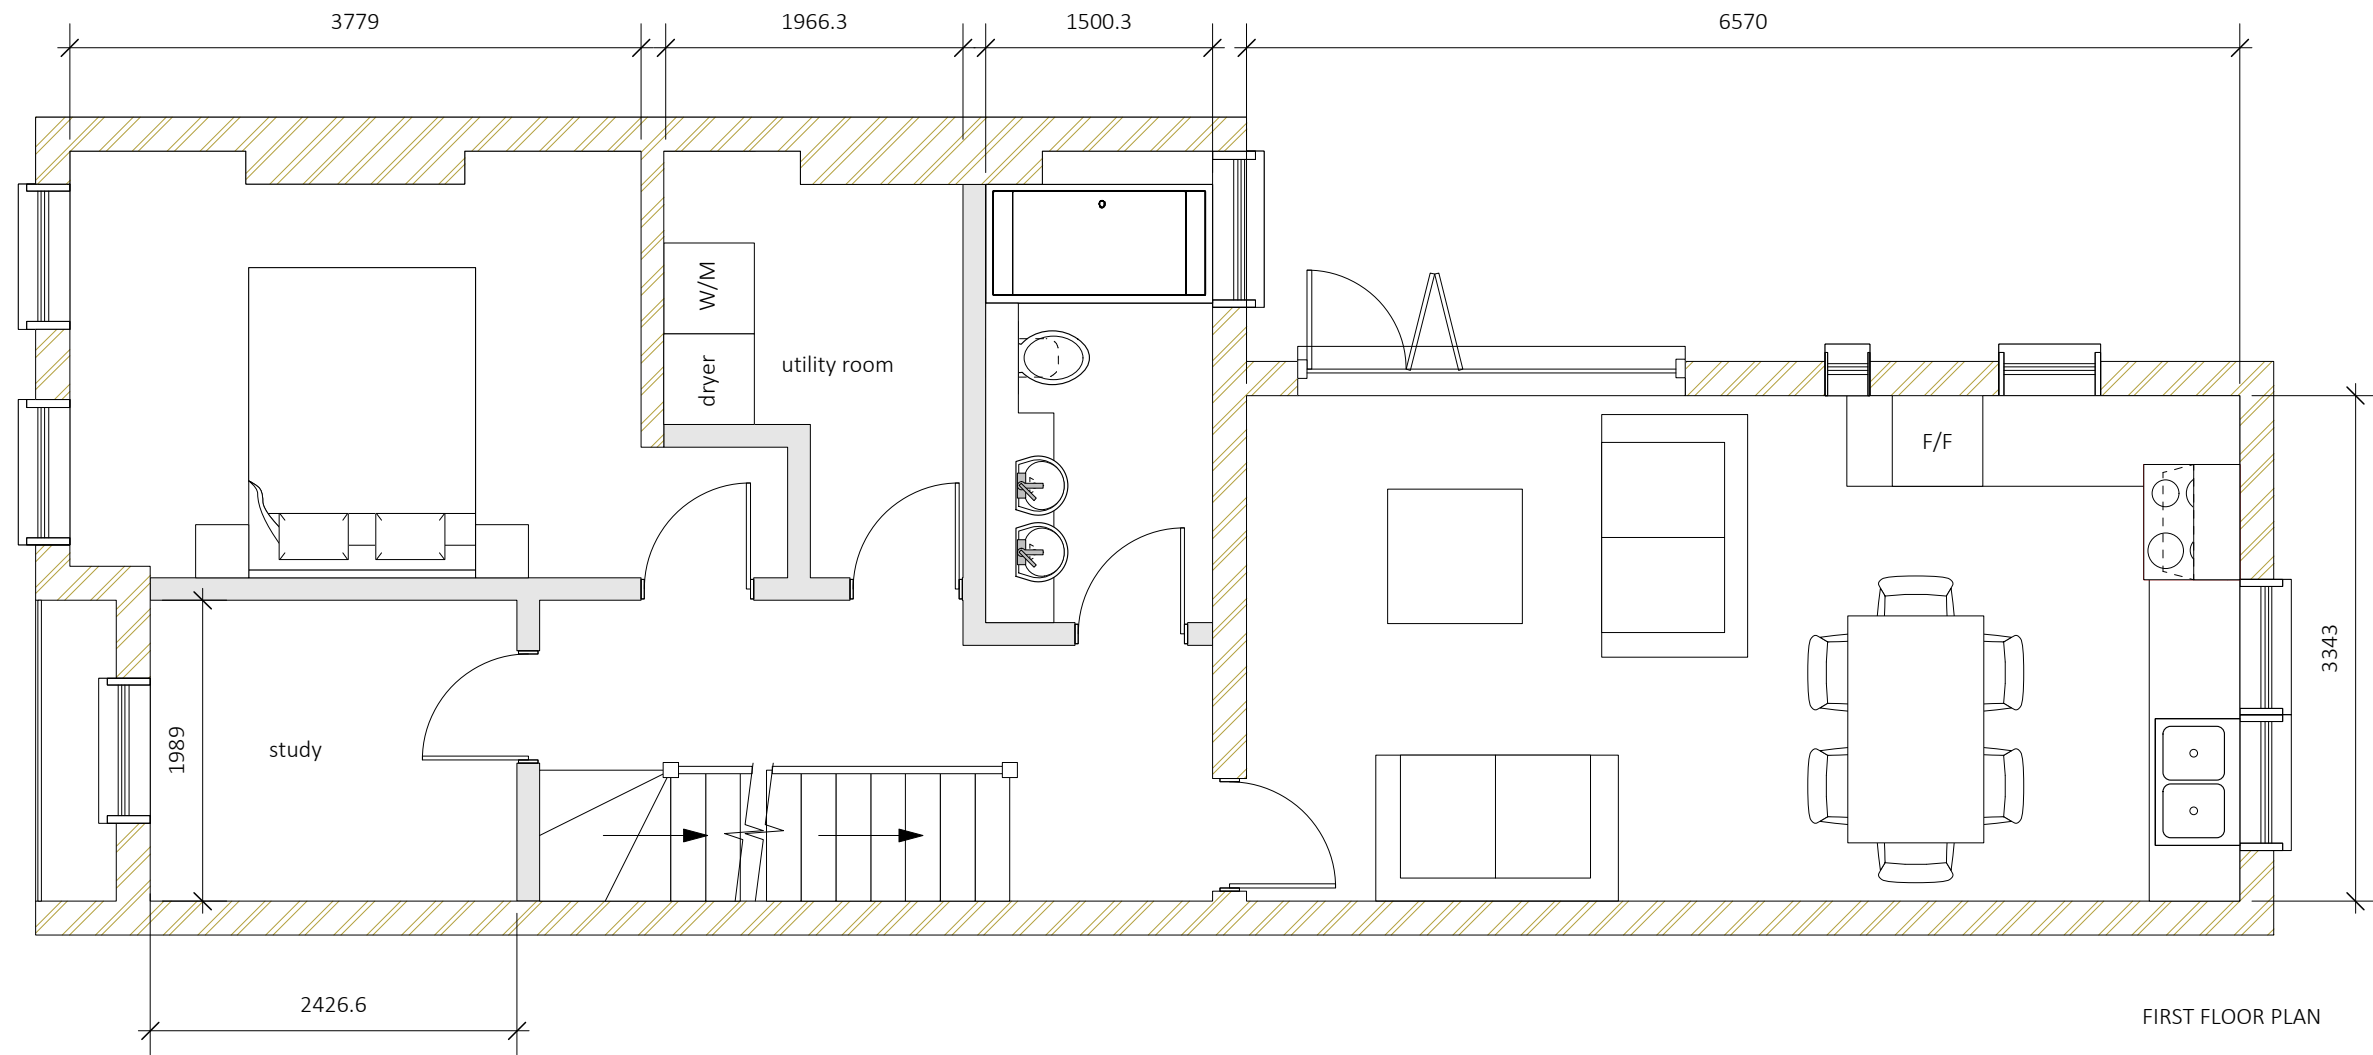 3779
1966.3
1500.3
6570
W/M
dryer
utility room
F/F
3343
1989
study
2426.6
FIRST FLOOR PLAN